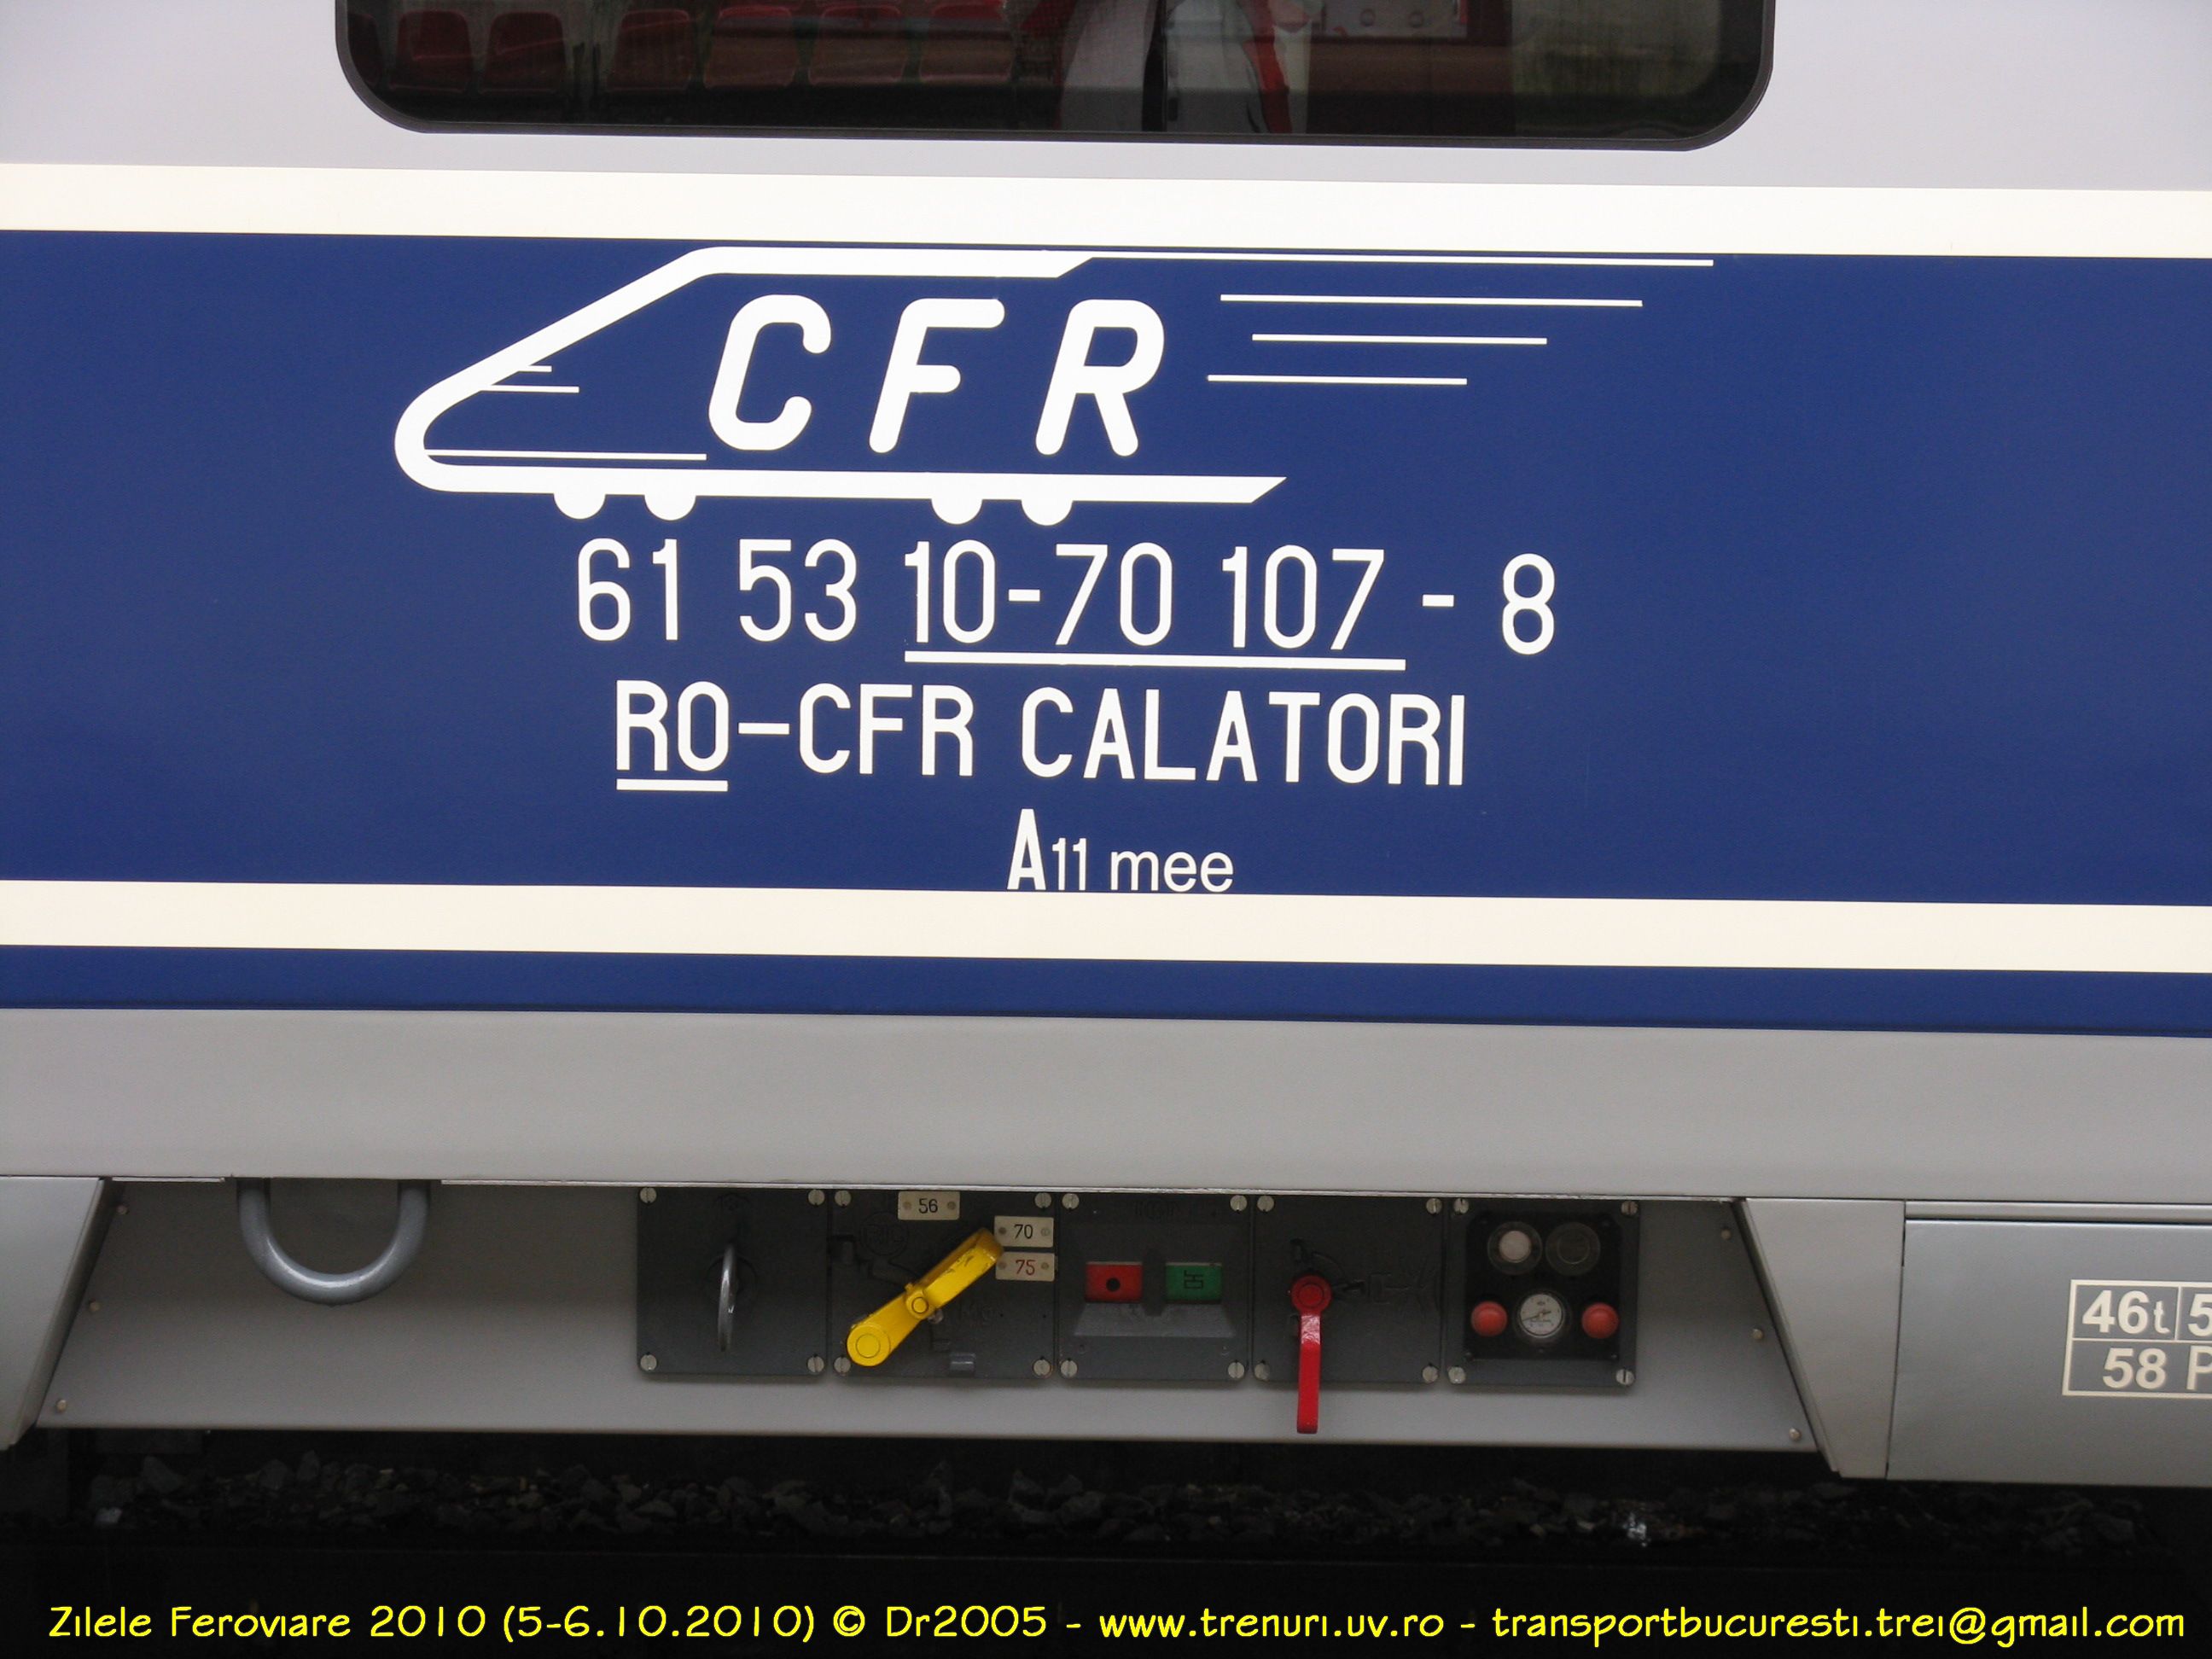 CFR
61 53 10-70 107 - 8
RO-CFR CALATORI
A11 mee
56
70
75
46t
58 P
Zilele Feroviare 2010 (5-6.10.2010) © Dr2005 - www.trenuri.uv.ro - transportbucuresti.trei@gmail.com